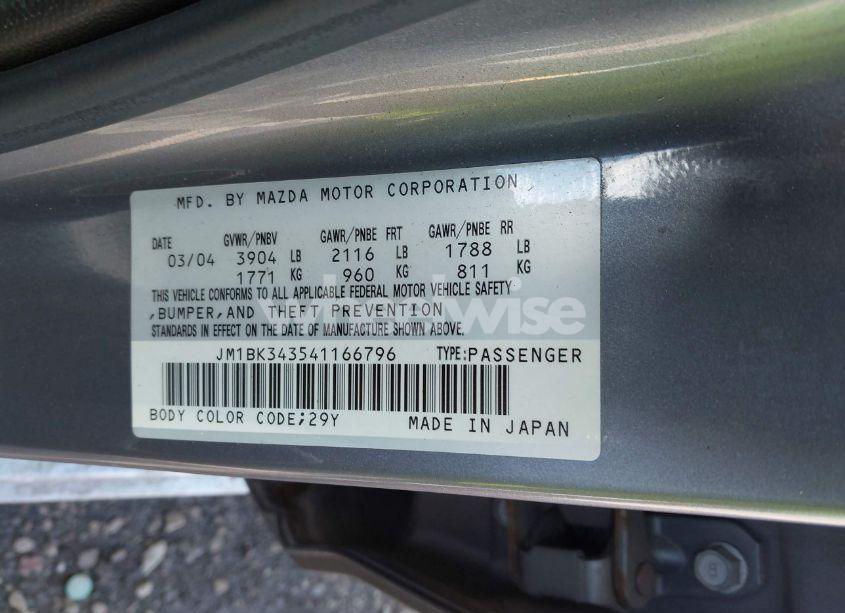 MFD. BY MAZDA MOTOR CORPORATION
DATE GVWR/PNBV GAWR/PNBE FRT GAWR/PNBE RR
03/04 3904 LB 2116 LB 1788 LB
1771 KG 960 KG 811 KG
THIS VEHICLE CONFORMS TO ALL APPLICABLE FEDERAL MOTOR VEHICLE SAFETY
,BUMPER,AND THEFT PREVENTION
STANDARDS IN EFFECT ON THE DATE OF MANUFACTURE SHOWN ABOVE.
wheelwise
JM1BK343541166796 TYPE:PASSENGER
BODY COLOR CODE;29Y MADE IN JAPAN